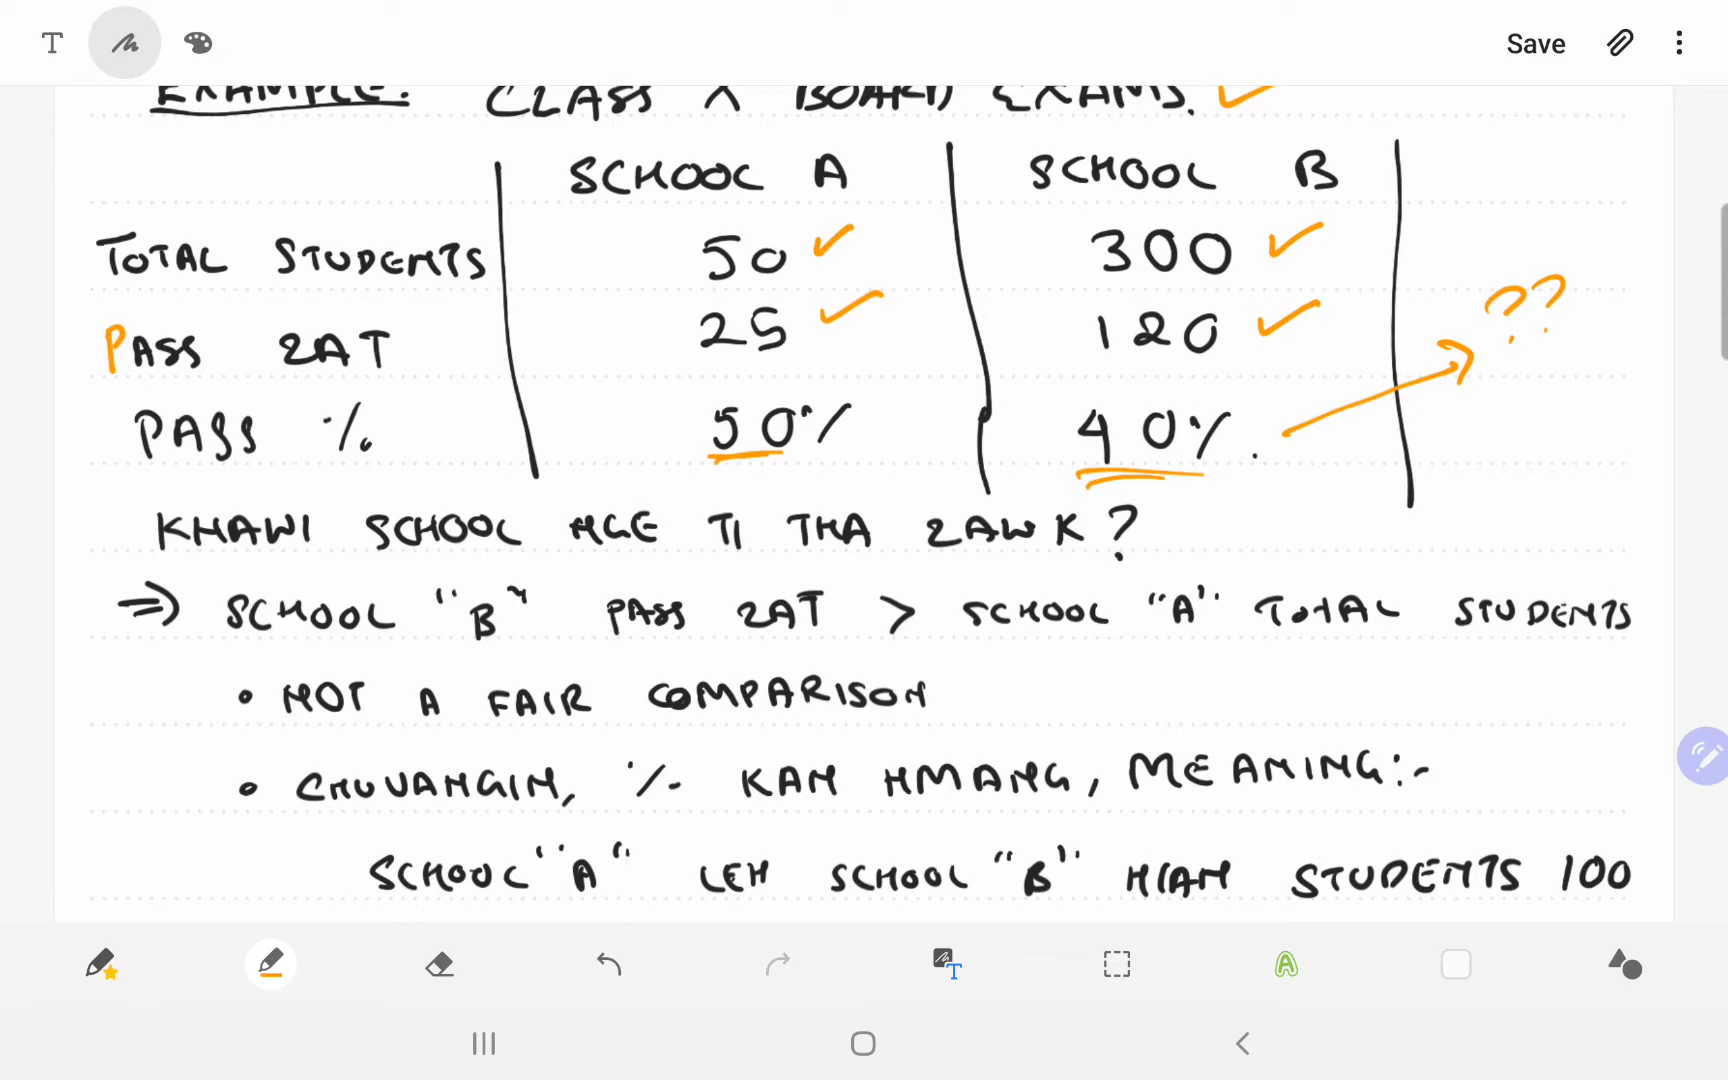 T Save
EXAMPLE: CLASS X BOARD EXAMS.
SCHOOL A SCHOOL B
TOTAL STUDENTS 50 300
PASS ZAT 25 120 ??
PASS % 50% 40%.
KHAWI SCHOOL NGE TI THA ZAWK?
⇒ SCHOOL "B" PASS ZAT > SCHOOL "A" TOTAL STUDENTS
• NOT A FAIR COMPARISON
• CHUVANGIN, % KAN HMANG, MEANING:-
SCHOOL "A" LEH SCHOOL "B" HIAN STUDENTS 100
T
A